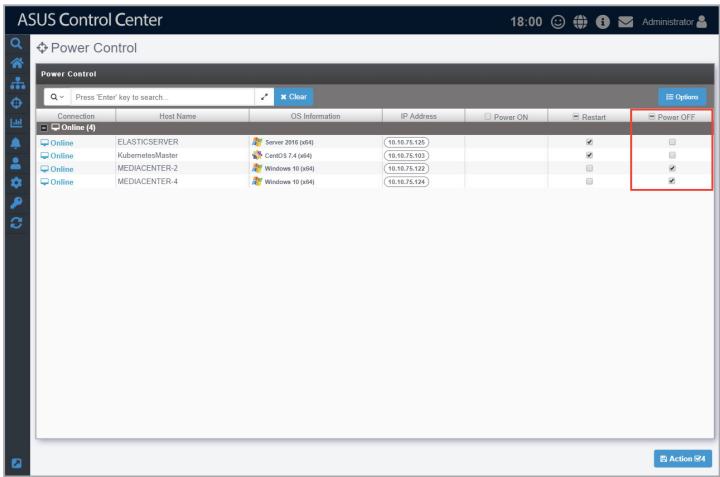 ASUS Control Center
18:00 Administrator
Power Control
Power Control
Press 'Enter' key to search... Clear Options
Connection Host Name OS Information IP Address Power ON Restart Power OFF
Online (4)
Online ELASTICSERVER Server 2016 (x64) 10.10.75.125
Online KubernetesMaster CentOS 7.4 (x64) 10.10.75.103
Online MEDIACENTER-2 Windows 10 (x64) 10.10.75.122
Online MEDIACENTER-4 Windows 10 (x64) 10.10.75.124
Action 4